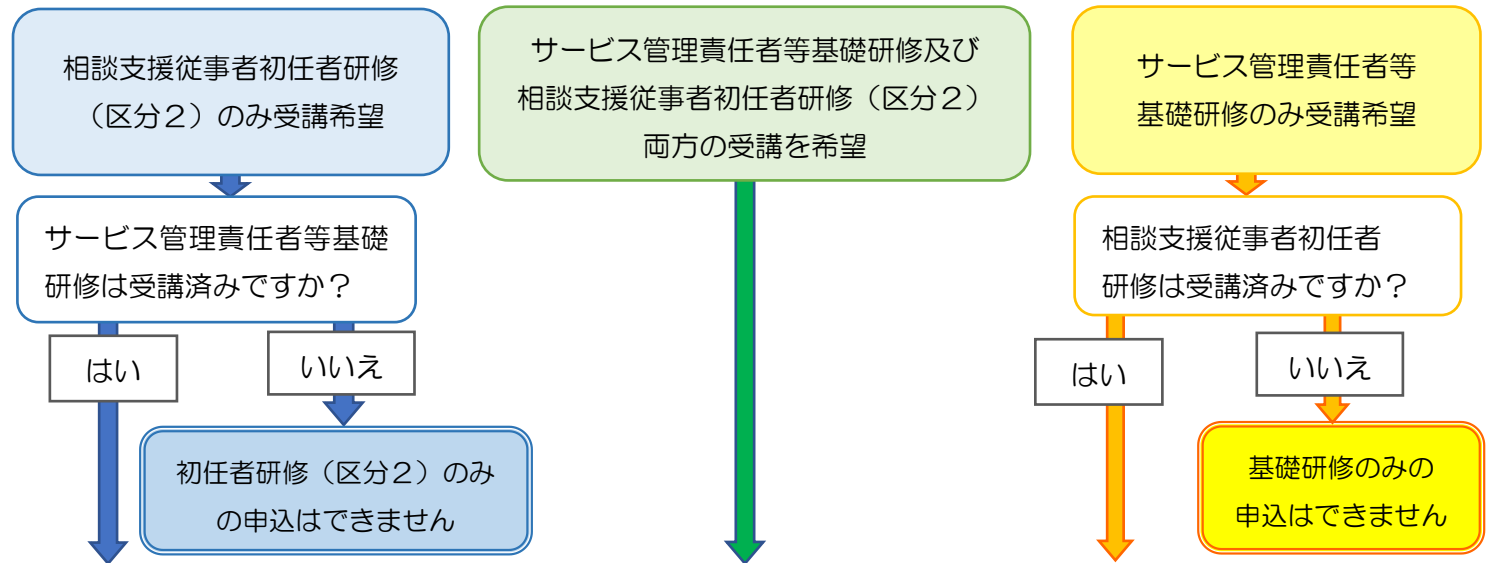 相談支援従事者初任者研修
（区分２）のみ受講希望
サービス管理責任者等基礎研修及び
相談支援従事者初任者研修（区分２）
両方の受講を希望
サービス管理責任者等
基礎研修のみ受講希望
サービス管理責任者等基礎
研修は受講済みですか？
相談支援従事者初任者
研修は受講済みですか？
はい
いいえ
はい
いいえ
初任者研修（区分２）のみ
の申込はできません
基礎研修のみの
申込はできません